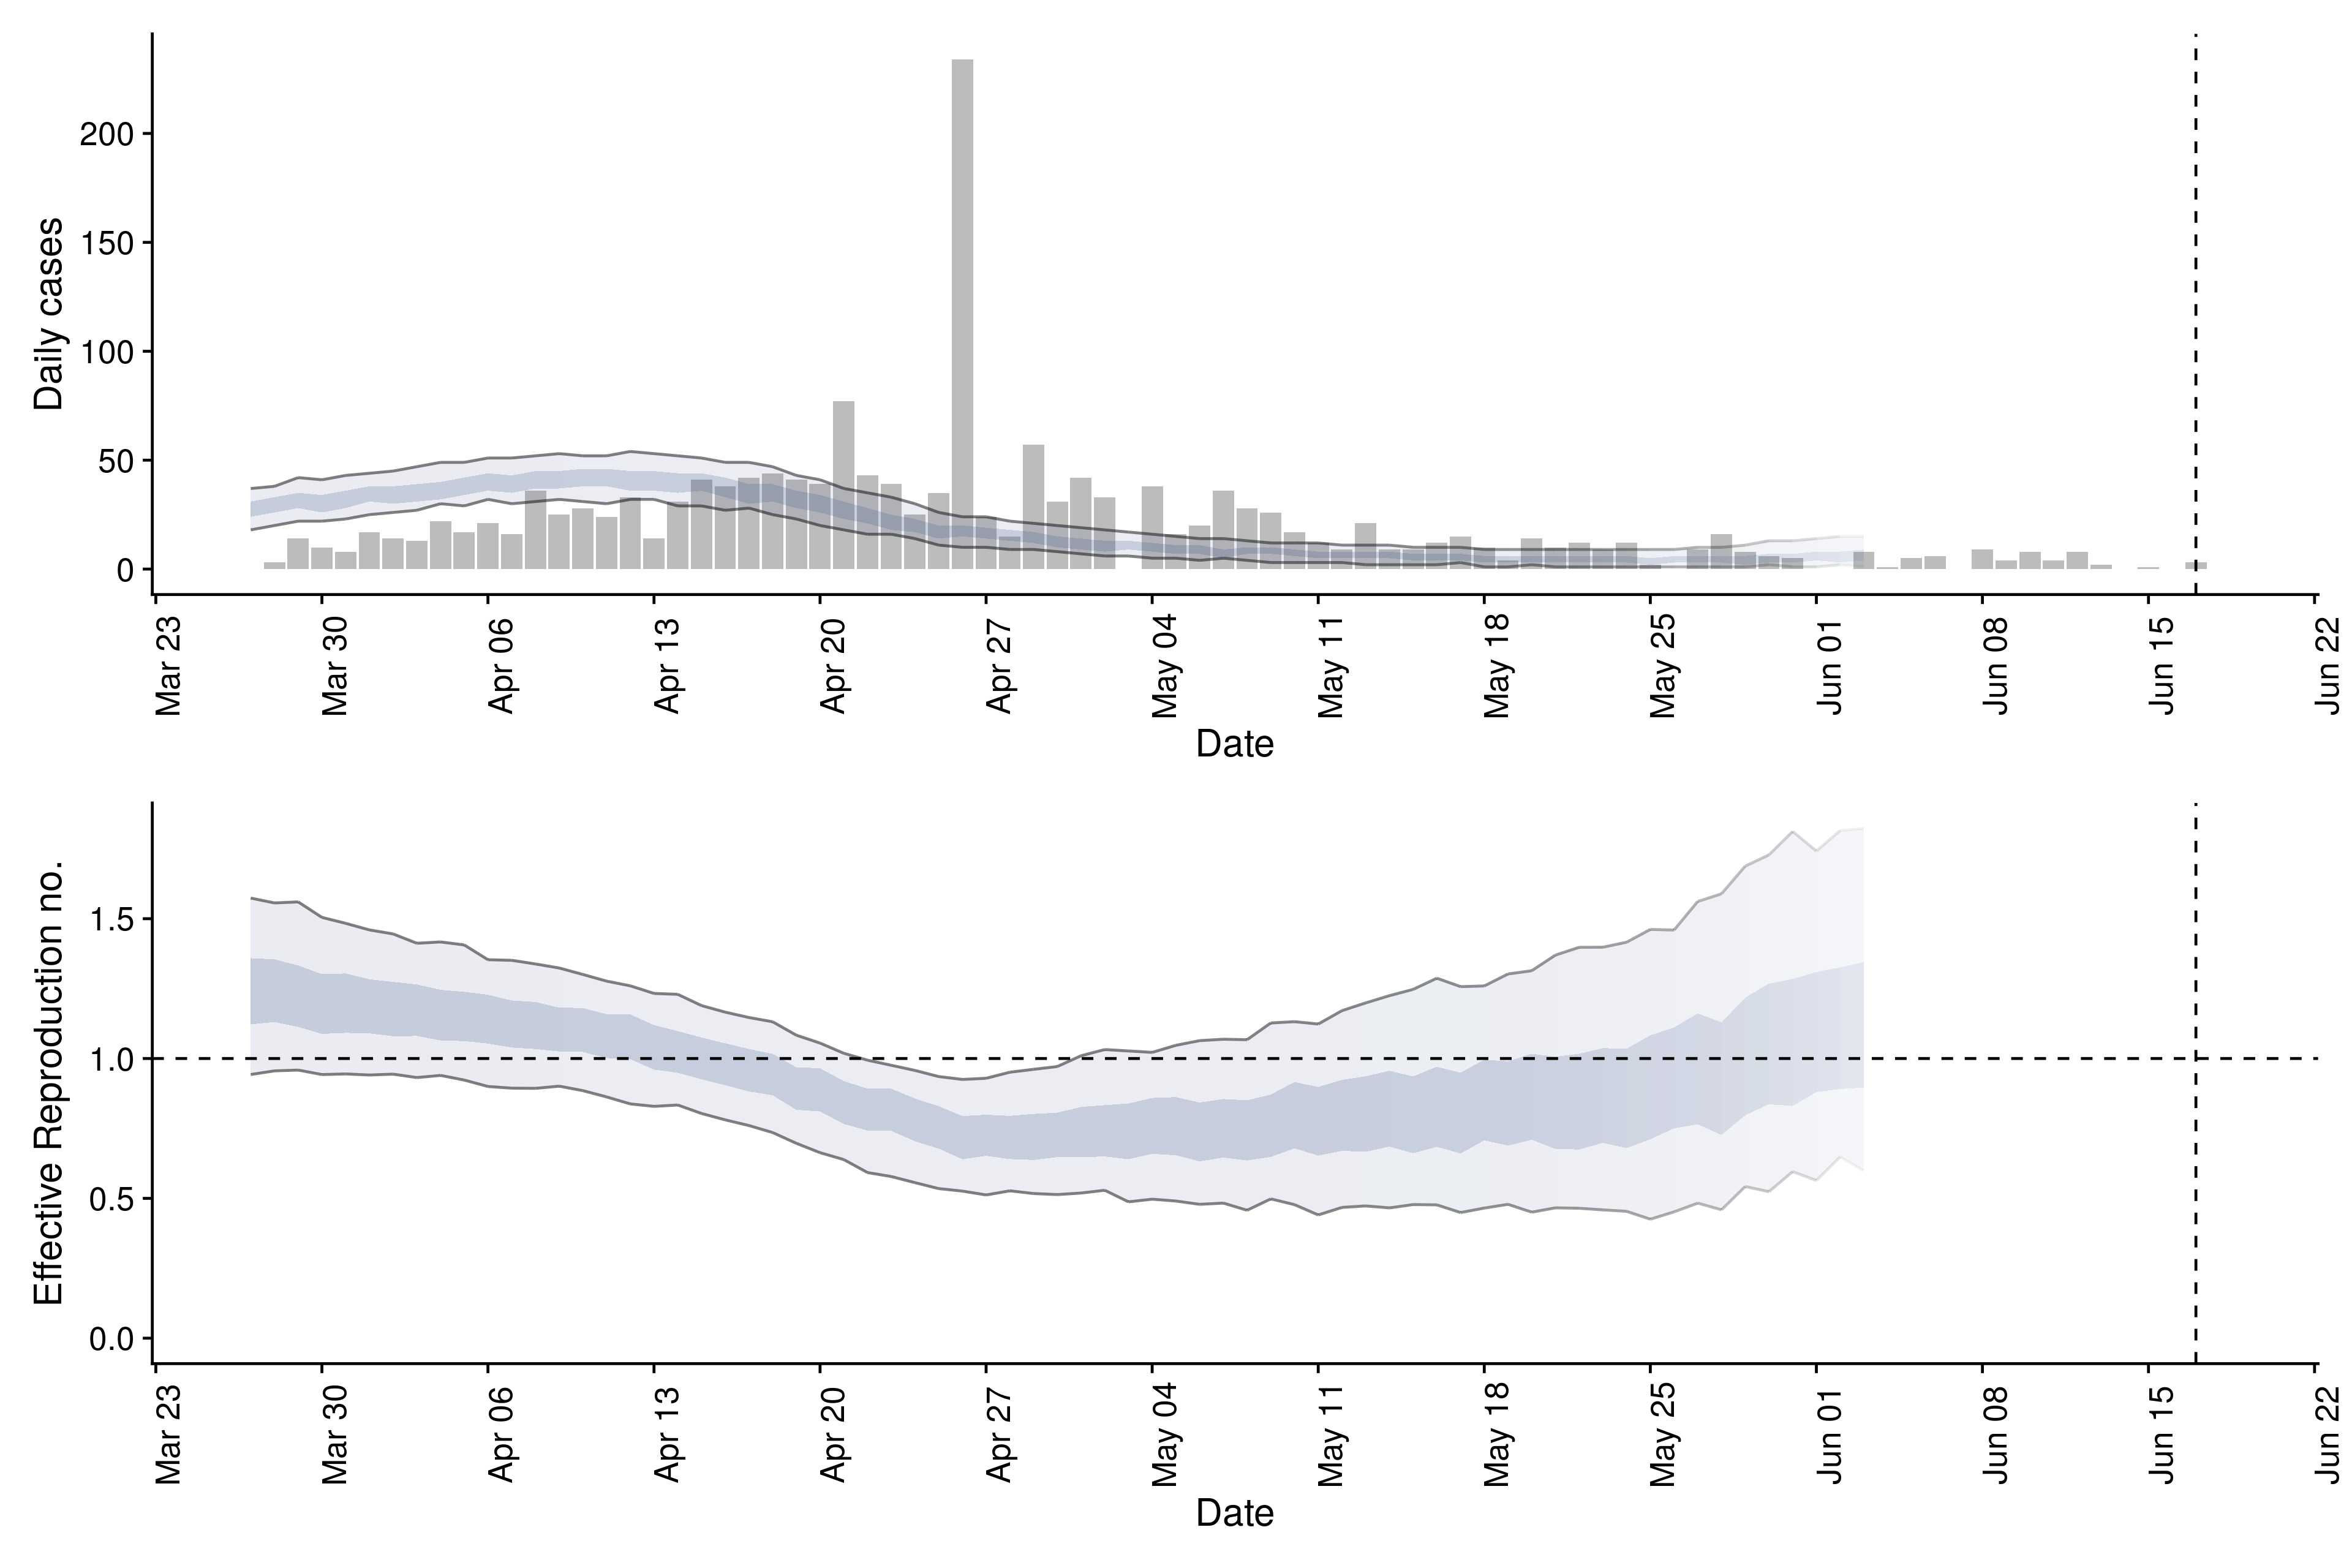 Daily cases
200
150
100
50
0
Mar 23
Mar 30
Apr 06
Apr 13
Apr 20
Apr 27
May 04
May 11
May 18
May 25
Jun 01
Jun 08
Jun 15
Jun 22
Date
Effective Reproduction no.
1.5
1.0
0.5
0.0
Mar 23
Mar 30
Apr 06
Apr 13
Apr 20
Apr 27
May 04
May 11
May 18
May 25
Jun 01
Jun 08
Jun 15
Jun 22
Date